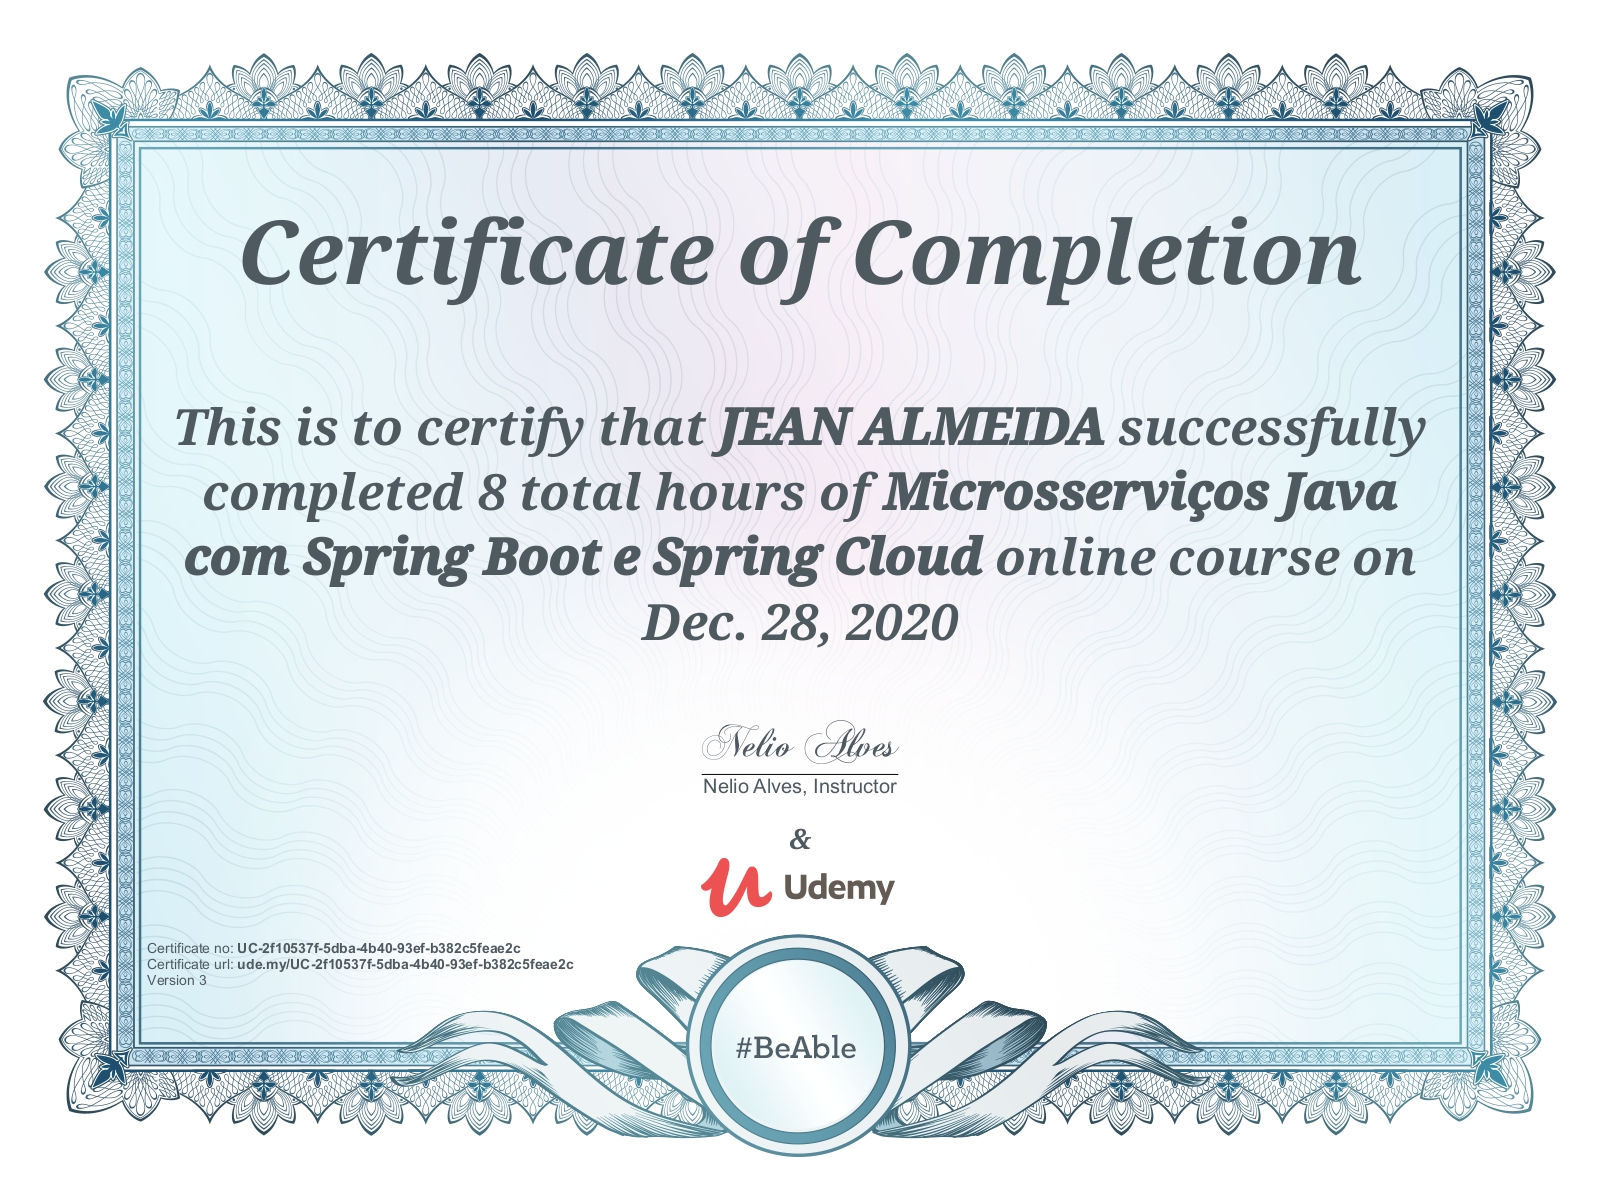 Certificate of Completion
This is to certify that JEAN ALMEIDA successfully
completed 8 total hours of Microsserviços Java
com Spring Boot e Spring Cloud online course on
Dec. 28, 2020
Nelio Alves
Nelio Alves, Instructor
&
Udemy
Certificate no: UC-2f10537f-5dba-4b40-93ef-b382c5feae2c
Certificate url: ude.my/UC-2f10537f-5dba-4b40-93ef-b382c5feae2c
Version 3
#BeAble